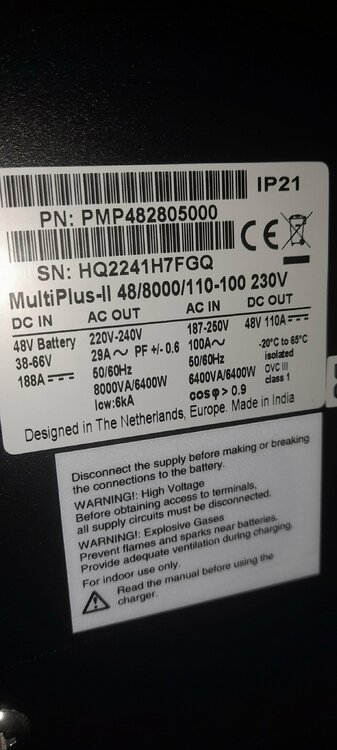 IP21
PN: PMP482805000
CE
SN: HQ2241H7FGQ
MultiPlus-II 48/8000/110-100 230V
DC IN
48V Battery
38-66V
188A
AC OUT
220V-240V
29A~ PF +/- 0.6
50/60Hz
8000VA/6400W
Icw:6kA
AC IN
187-250V
100A~
50/60Hz
6400VA/6400W
cosφ > 0.9
DC OUT
48V 110A
-20°C to 65°C
isolated
OVC III
class 1
Designed in The Netherlands, Europe. Made in India
Disconnect the supply before making or breaking
the connections to the battery.
WARNING!: High Voltage
Before obtaining access to terminals,
all supply circuits must be disconnected.
WARNING!: Explosive Gases
Prevent flames and sparks near batteries.
Provide adequate ventilation during charging.
For indoor use only.
Read the manual before using the
charger.